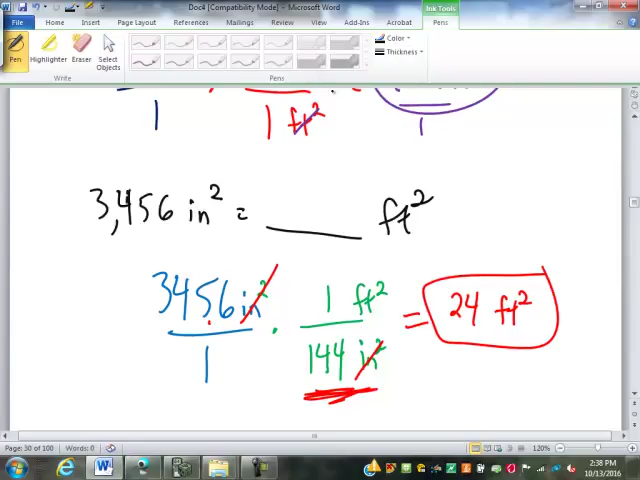 Doc4 [Compatibility Mode] - Microsoft Word
Ink Tools
File Home Insert Page Layout References Mailings Review View Add-Ins Acrobat Pens
Pen Highlighter Eraser Select Objects
Color
Thickness
Write Pens
1 1 ft² 1
3,456 in² = ____ ft²
3456 in² / 1 · 1 ft² / 144 in² = 24 ft²
Page: 30 of 100 Words: 0 120%
2:38 PM
10/13/2016